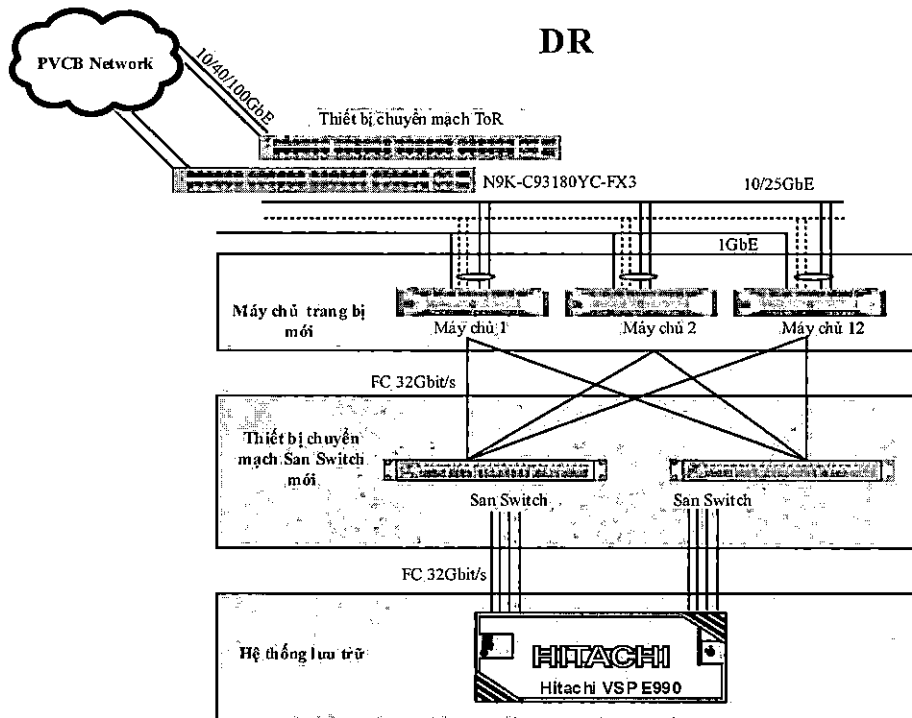 DR
PVCB Network
10/40/100GbE
Thiết bị chuyển mạch ToR
N9K-C93180YC-FX3
10/25GbE
1GbE
Máy chủ trang bị
mới
Máy chủ 1
Máy chủ 2
Máy chủ 12
FC 32Gbit/s
Thiết bị chuyển
mạch San Switch
mới
San Switch
San Switch
FC 32Gbit/s
Hệ thống lưu trữ
HITACHI
Hitachi VSP E990